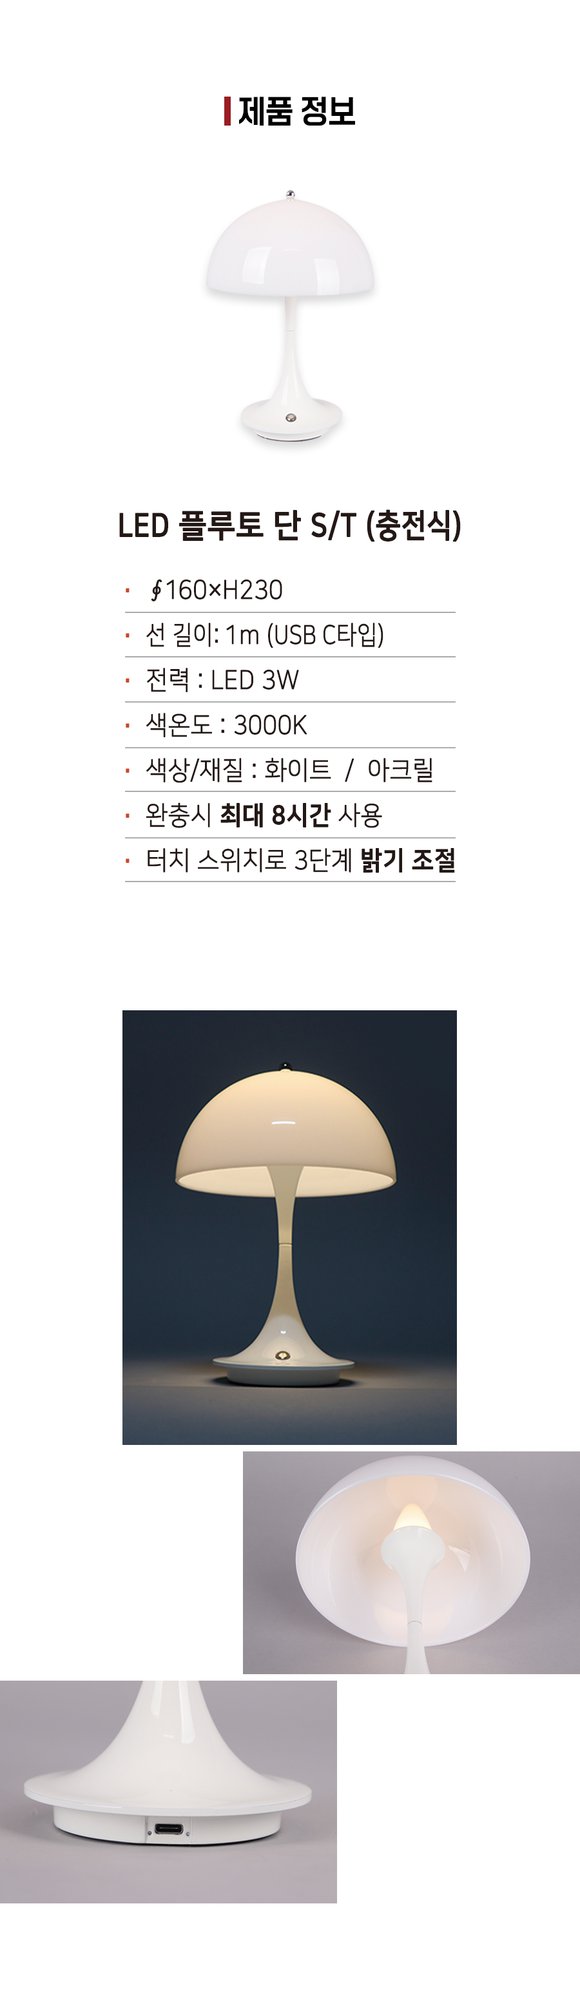 제품 정보
LED 플루토 단 S/T (충전식)
· ∮160×H230
· 선 길이: 1m (USB C타입)
· 전력 : LED 3W
· 색온도 : 3000K
· 색상/재질 : 화이트 / 아크릴
· 완충시 최대 8시간 사용
· 터치 스위치로 3단계 밝기 조절